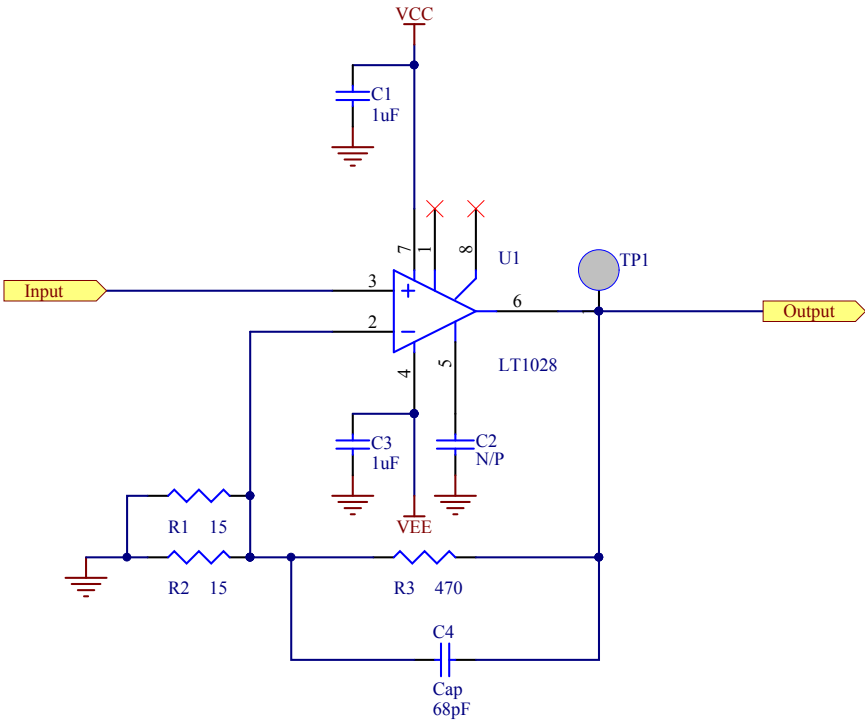 VCC
C1
1uF
7
1
8
U1
TP1
Input
3
+
2
−
6
Output
4
5
LT1028
C3
1uF
C2
N/P
VEE
R1 15
R2 15
R3 470
C4
Cap
68pF